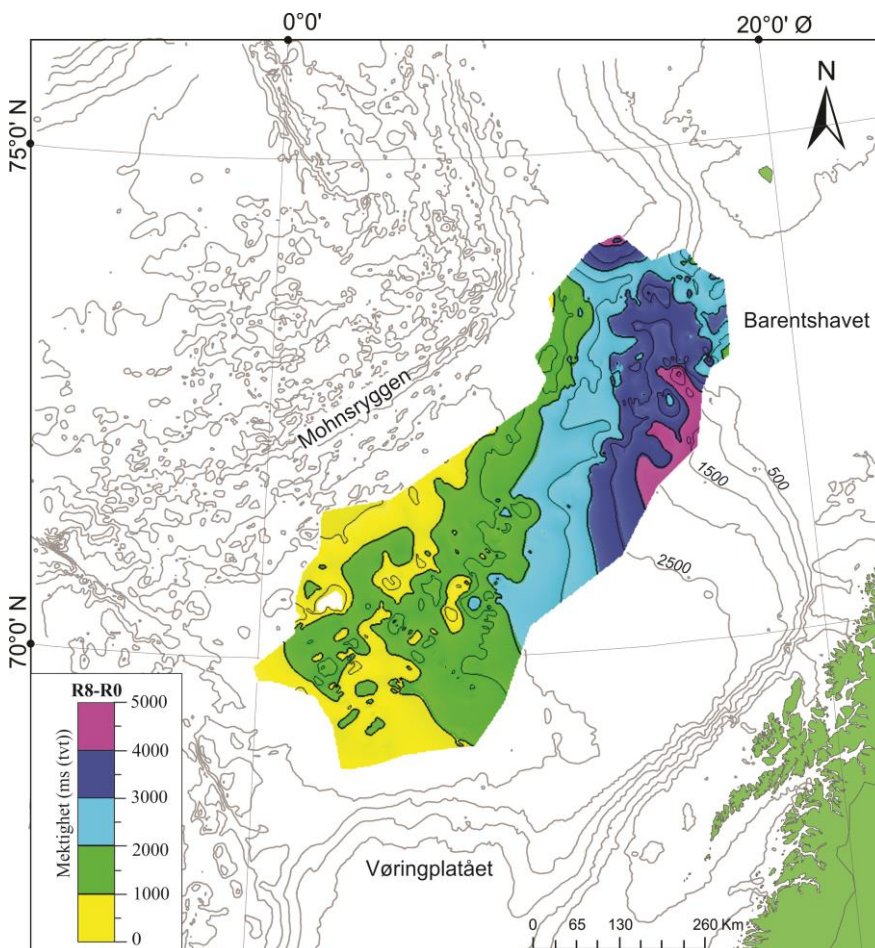 0°0'
20°0' Ø
N
75°0' N
Barentshavet
Mohnsryggen
500
1500
2500
70°0' N
R8-R0
Mektighet (ms (tvt))
5000
4000
3000
2000
1000
0
Vøringplatået
0 65 130 260 Km